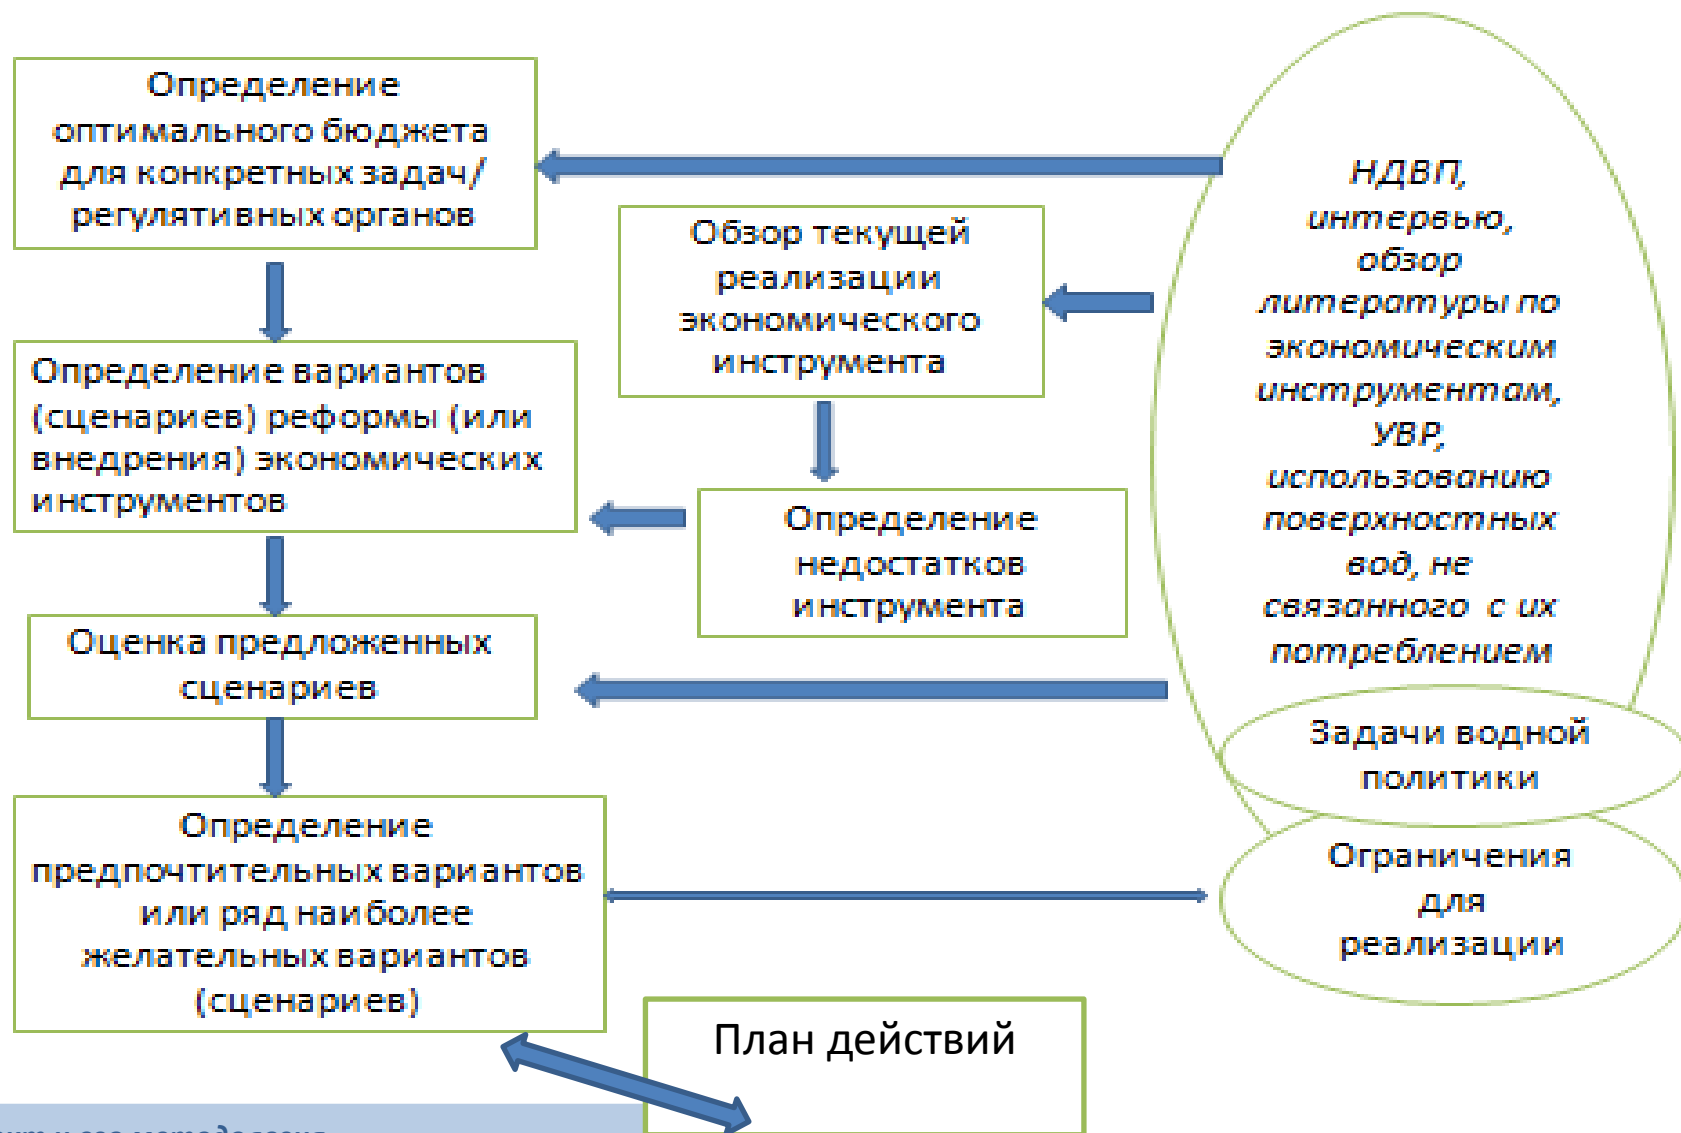 Определение
оптимального бюджета
для конкретных задач/
регулятивных органов
Обзор текущей
реализации
экономического
инструмента
Определение вариантов
(сценариев) реформы (или
внедрения) экономических
инструментов
Определение
недостатков
инструмента
Оценка предложенных
сценариев
Определение
предпочтительных вариантов
или ряд наиболее
желательных вариантов
(сценариев)
План действий
НДВП,
интервью,
обзор
литературы по
экономическим
инструментам,
УВР,
использованию
поверхностных
вод, не
связанного с их
потреблением
Задачи водной
политики
Ограничения
для
реализации